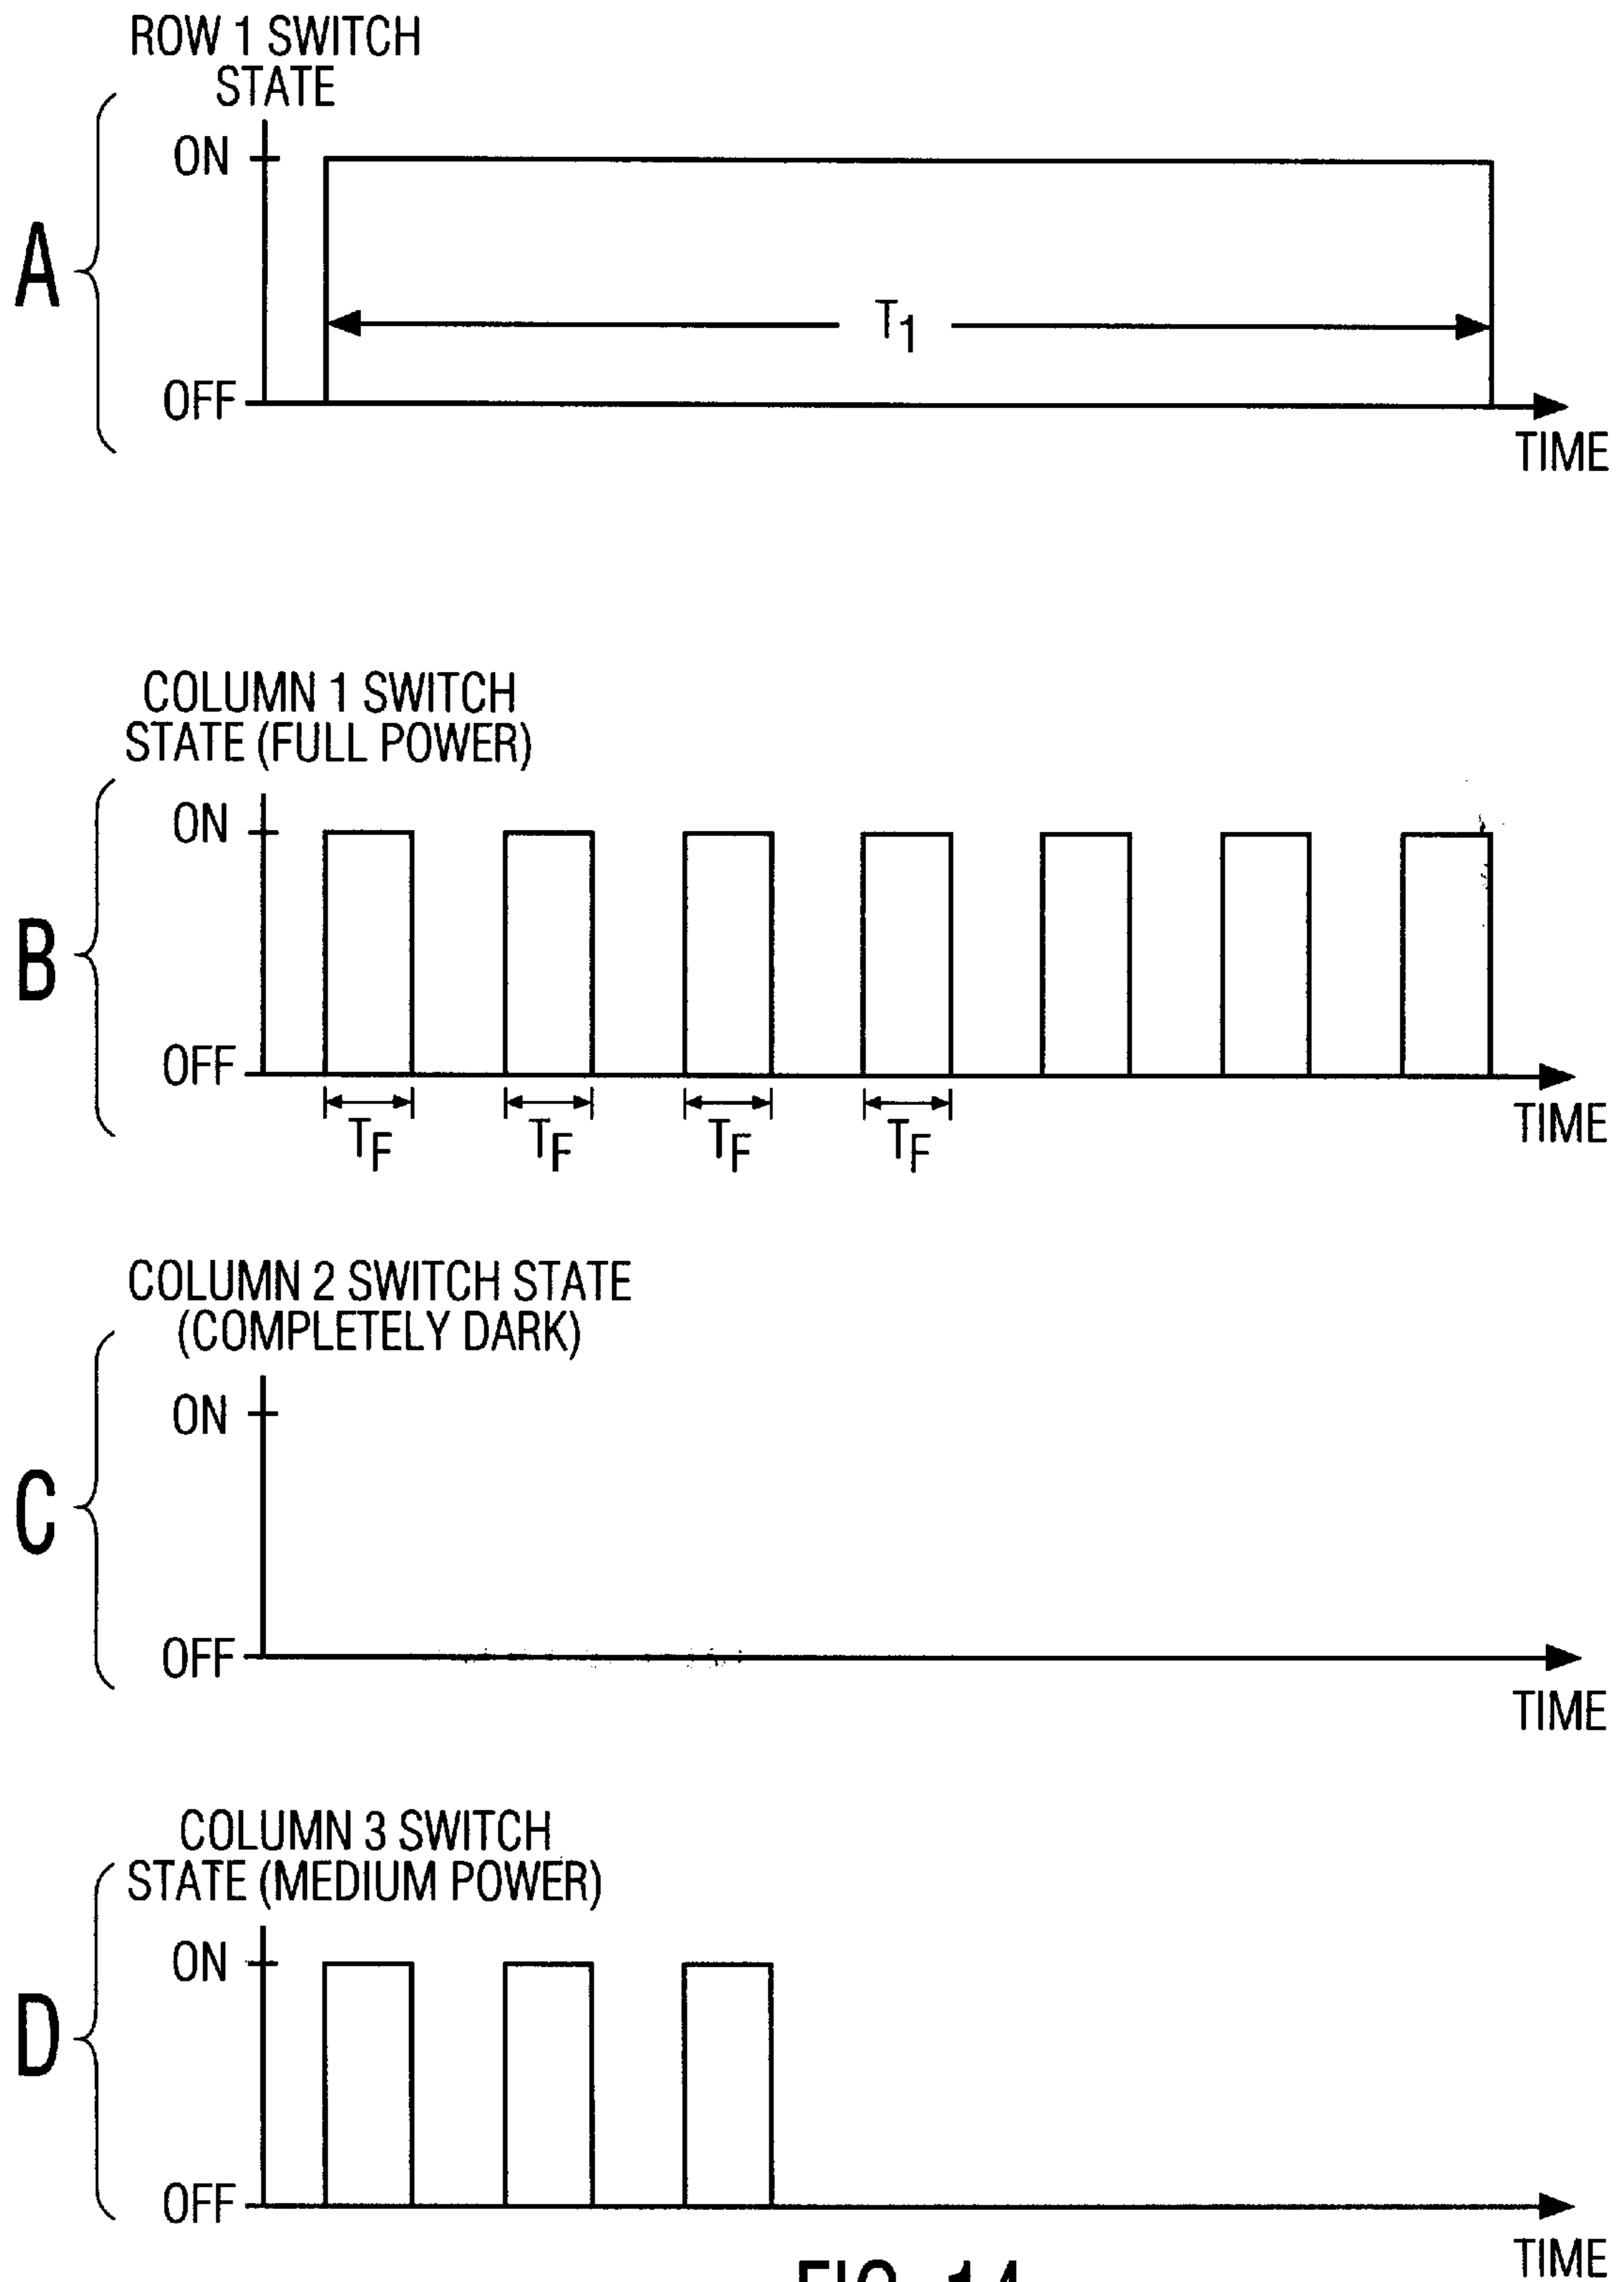 ROW 1 SWITCH
STATE
ON
A
T1
OFF
TIME
COLUMN 1 SWITCH
STATE (FULL POWER)
ON
B
OFF
TIME
TF TF TF TF
COLUMN 2 SWITCH STATE
(COMPLETELY DARK)
ON
C
OFF
TIME
COLUMN 3 SWITCH
STATE (MEDIUM POWER)
ON
D
OFF
TIME
FIG. 14